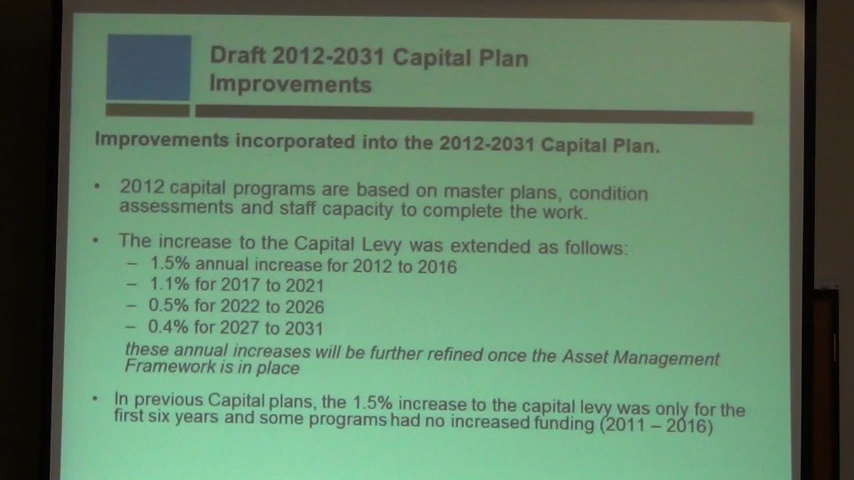 Draft 2012-2031 Capital Plan
Improvements
Improvements incorporated into the 2012-2031 Capital Plan.
• 2012 capital programs are based on master plans, condition
assessments and staff capacity to complete the work.
• The increase to the Capital Levy was extended as follows:
– 1.5% annual increase for 2012 to 2016
– 1.1% for 2017 to 2021
– 0.5% for 2022 to 2026
– 0.4% for 2027 to 2031
these annual increases will be further refined once the Asset Management
Framework is in place
• In previous Capital plans, the 1.5% increase to the capital levy was only for the
first six years and some programs had no increased funding (2011 – 2016)